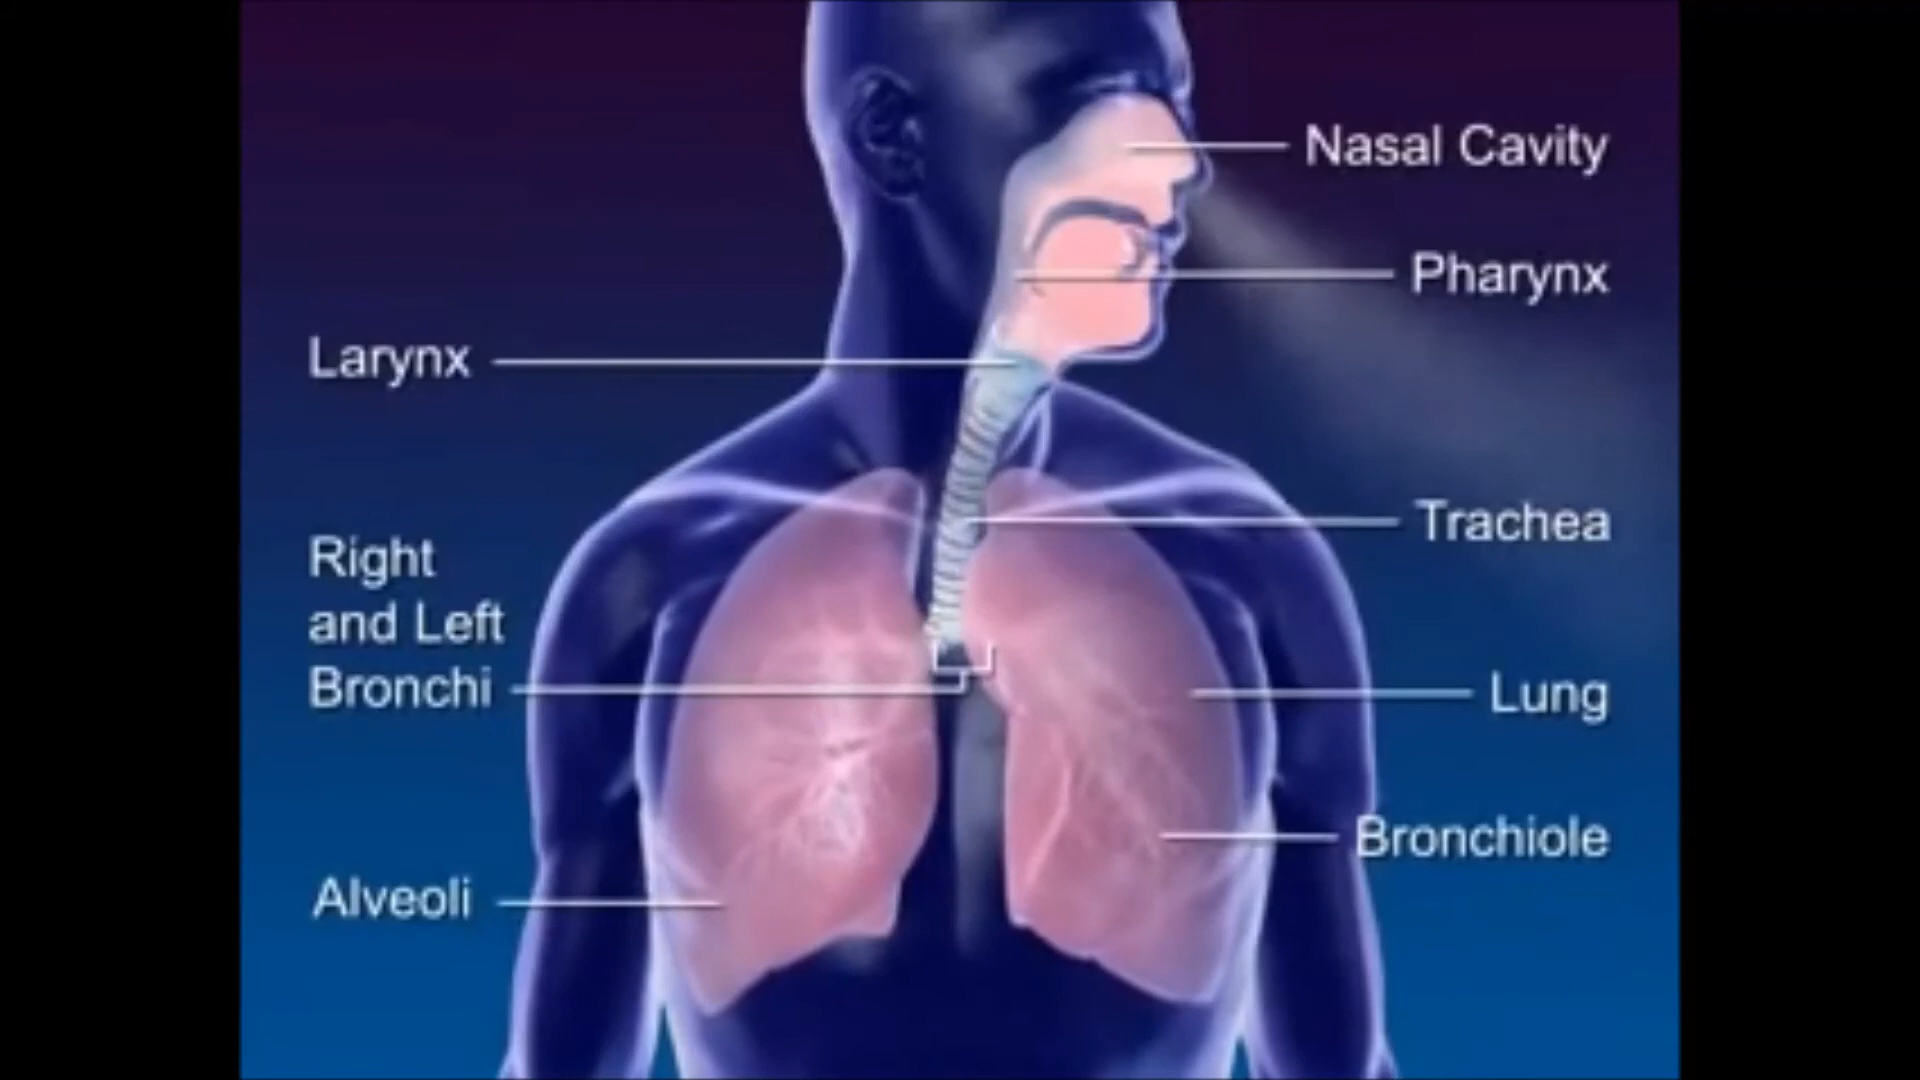 Nasal Cavity
Pharynx
Larynx
Trachea
Right
and Left
Bronchi
Lung
Bronchiole
Alveoli